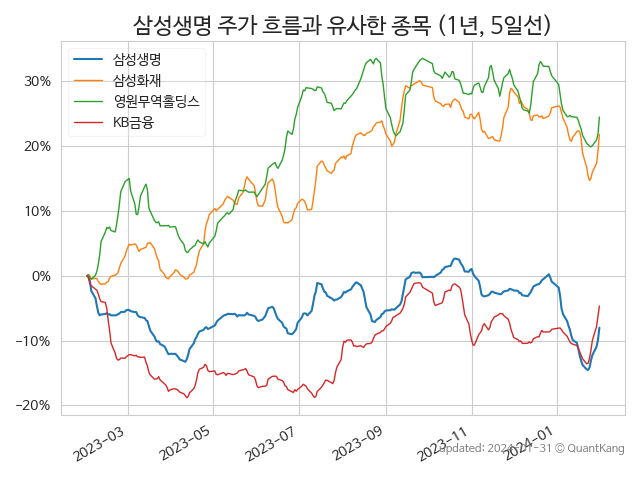 삼성생명 주가 흐름과 유사한 종목 (1년, 5일선)
삼성생명
삼성화재
영원무역홀딩스
KB금융
30%
20%
10%
0%
−10%
−20%
2023-03
2023-05
2023-07
2023-09
2023-11
2024-01
updated: 2024-01-31 © QuantKang